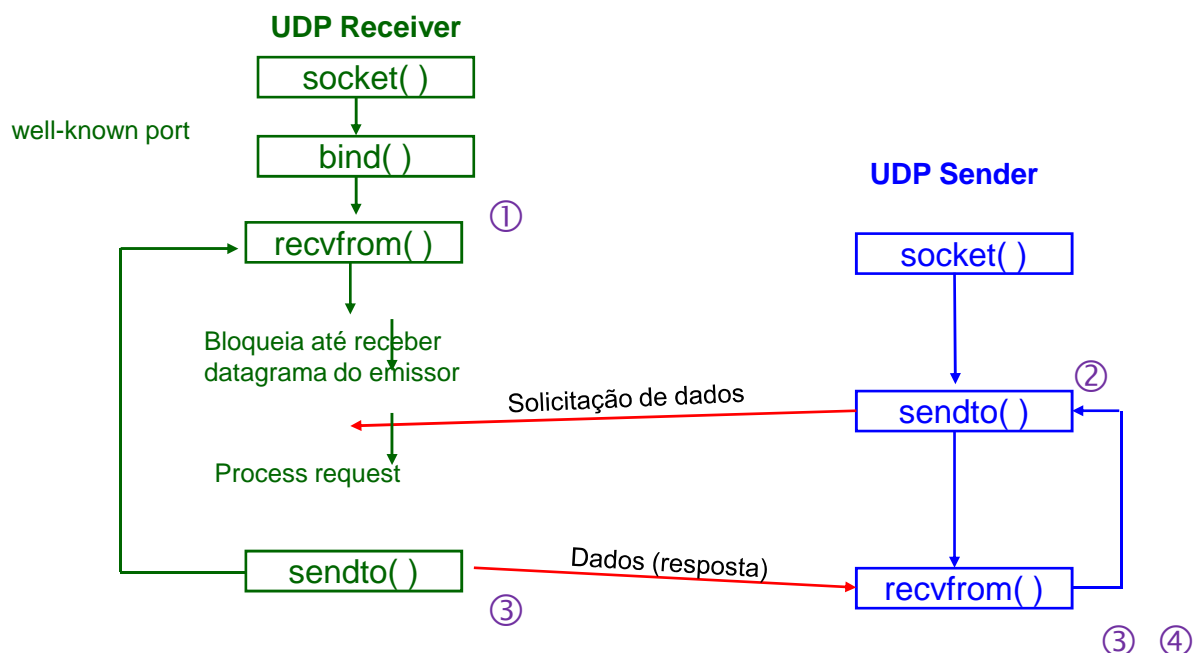 UDP Receiver
socket( )
well-known port
bind( )
UDP Sender
①
recvfrom( )
socket( )
Bloqueia até receber
datagrama do emissor
②
Solicitação de dados
sendto( )
Process request
Dados (resposta)
sendto( )
recvfrom( )
③
③ ④